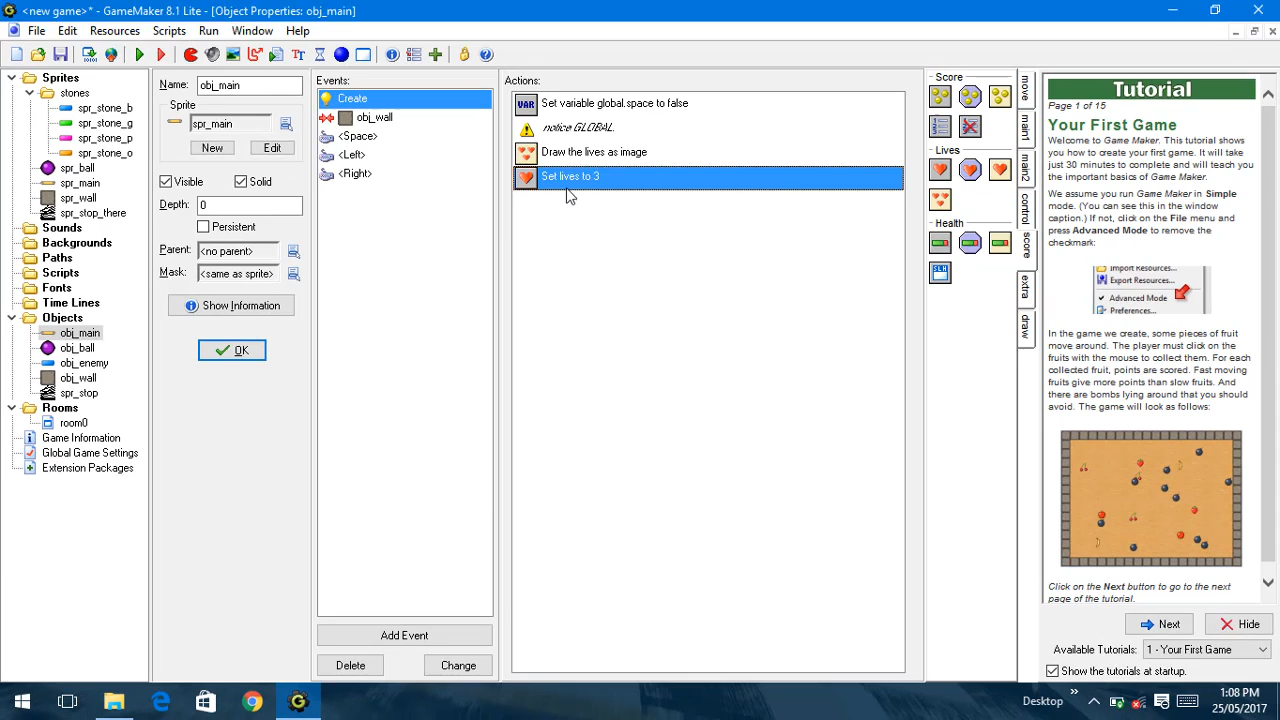 <new game>* - GameMaker 8.1 Lite - [Object Properties: obj_main]
File Edit Resources Scripts Run Window Help
Sprites
stones
spr_stone_b
spr_stone_g
spr_stone_p
spr_stone_o
spr_ball
spr_main
spr_wall
spr_stop_there
Sounds
Backgrounds
Paths
Scripts
Fonts
Time Lines
Objects
obj_main
obj_ball
obj_enemy
obj_wall
spr_stop
Rooms
room0
Game Information
Global Game Settings
Extension Packages
Name: obj_main
Sprite
spr_main
New Edit
Visible Solid
Depth: 0
Persistent
Parent: <no parent>
Mask: <same as sprite>
Show Information
OK
Events:
Create
obj_wall
<Space>
<Left>
<Right>
Add Event
Delete Change
Actions:
VAR Set variable global.space to false
notice GLOBAL.
Draw the lives as image
Set lives to 3
Score
Lives
Health
move
main1
main2
control
score
extra
draw
Tutorial
Page 1 of 15
Your First Game
Welcome to Game Maker. This tutorial
shows you how to create your first game. It will take
just 30 minutes to complete and will teach you
the important basics of Game Maker.
We assume you run Game Maker in Simple
mode. (You can see this in the window
caption.) If not, click on the File menu and
press Advanced Mode to remove the
checkmark:
Import Resources...
Export Resources...
Advanced Mode
Preferences...
In the game we create, some pieces of fruit
move around. The player must click on the
fruits with the mouse to collect them. For each
collected fruit, points are scored. Fast moving
fruits give more points than slow fruits. And
there are bombs lying around that you should
avoid. The game will look as follows:
Click on the Next button to go to the next
page of the tutorial.
Next Hide
Available Tutorials: 1 - Your First Game
Show the tutorials at startup.
Desktop
1:08 PM
25/05/2017